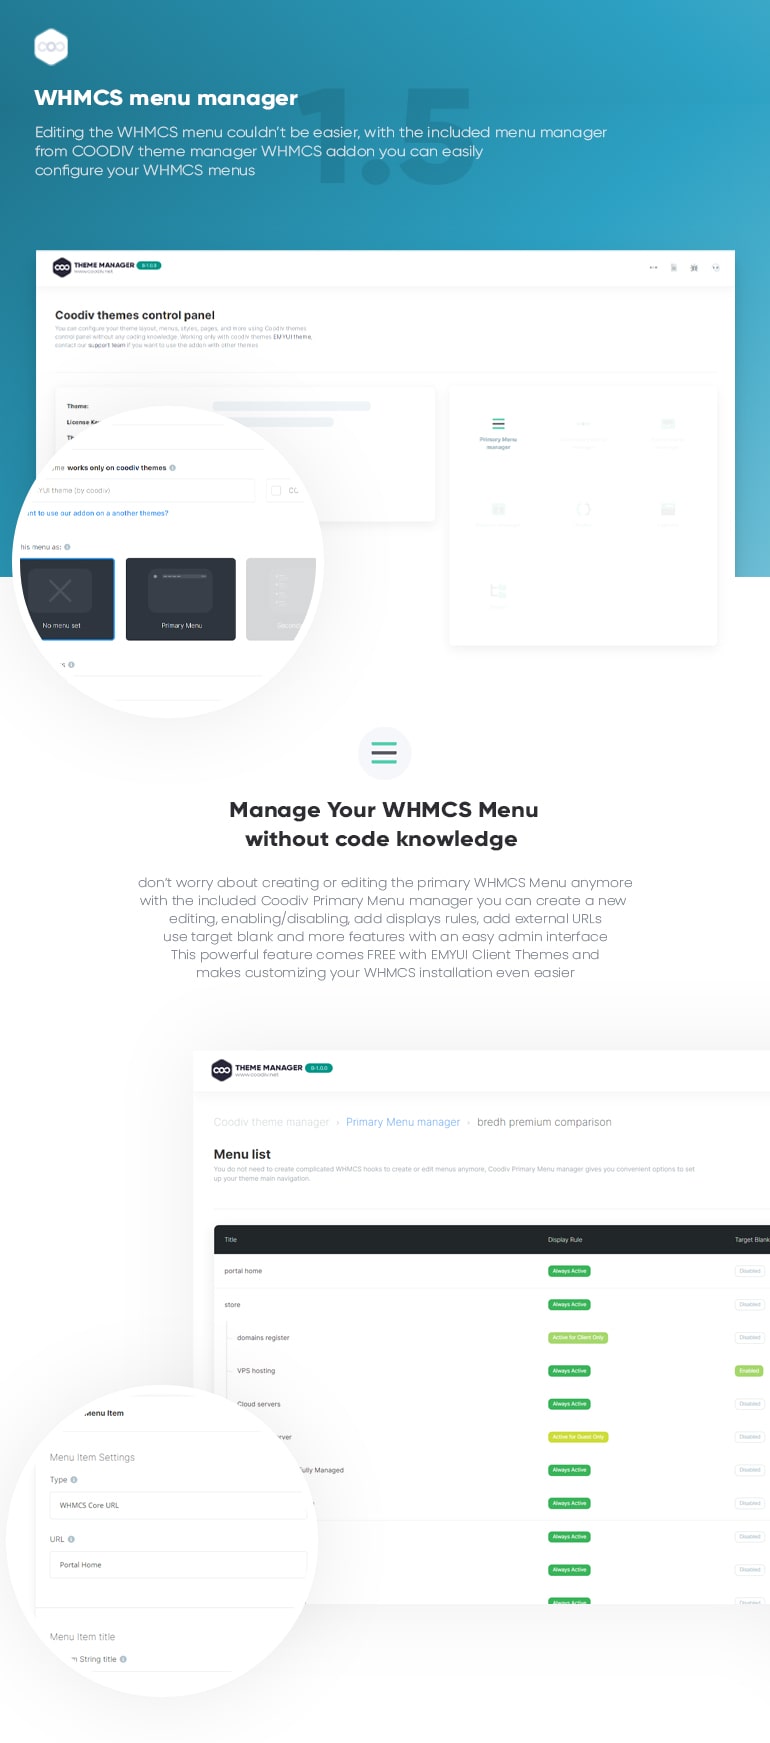 WHMCS menu manager
1.5
Editing the WHMCS menu couldn't be easier, with the included menu manager
from COODIV theme manager WHMCS addon you can easily
configure your WHMCS menus
THEME MANAGER
www.coodiv.net
Coodiv themes control panel
You can configure your theme layout, menus, styles, pages, and more using Coodiv themes
control panel without any coding knowledge. Working only with coodiv themes EMYUI theme,
contact our support team if you want to use the addon with other themes
Theme:
License Ke
Th
Primary Menu
manager
me works only on coodiv themes
YUI theme (by coodiv)
nt to use our addon on a another themes?
his menu as:
No menu set
Primary Menu
Manage Your WHMCS Menu
without code knowledge
don't worry about creating or editing the primary WHMCS Menu anymore
with the included Coodiv Primary Menu manager you can create a new
editing, enabling/disabling, add displays rules, add external URLs
use target blank and more features with an easy admin interface
This powerful feature comes FREE with EMYUI Client Themes and
makes customizing your WHMCS installation even easier
THEME MANAGER
www.coodiv.net
Coodiv theme manager › Primary Menu manager › bredh premium comparison
Menu list
You do not need to create complicated WHMCS hooks to create or edit menus anymore, Coodiv Primary Menu manager gives you convenient options to set
up your theme main navigation.
Title Display Rule Target Blank
portal home Always Active Disabled
store Always Active Disabled
domains register Active for Client Only Disabled
VPS hosting Always Active Enabled
Cloud servers Always Active Disabled
rver Active for Guest Only Disabled
Fully Managed Always Active Disabled
Always Active Disabled
Always Active Disabled
Always Active Disabled
Always Active Disabled
Menu Item
Menu Item Settings
Type
WHMCS Core URL
URL
Portal Home
Menu Item title
m String title